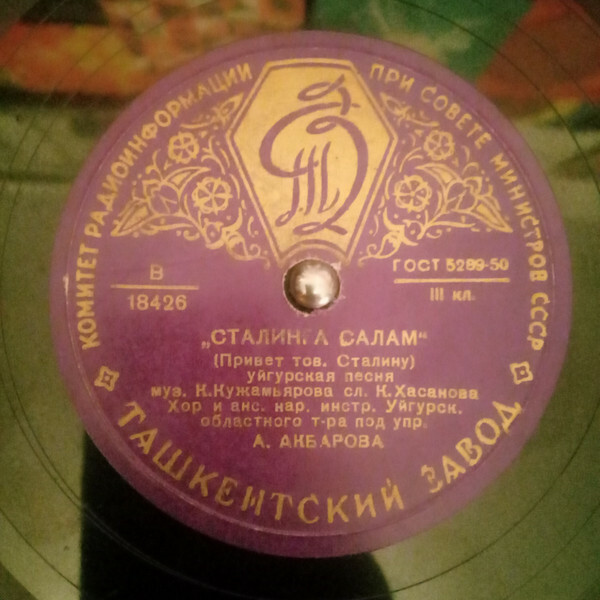 КОМИТЕТ РАДИОИНФОРМАЦИИ ПРИ СОВЕТЕ МИНИСТРОВ СССР
В
18426
ГОСТ 5289-50
III кл.
„СТАЛИНГА САЛАМ“
(Привет тов. Сталину)
уйгурская песня
муз. К.Кужамьярова сл. К.Хасанова
Хор и анс. нар. инстр. Уйгурск.
областного т-ра под упр.
А. АКБАРОВА
ТАШКЕНТСКИЙ ЗАВОД